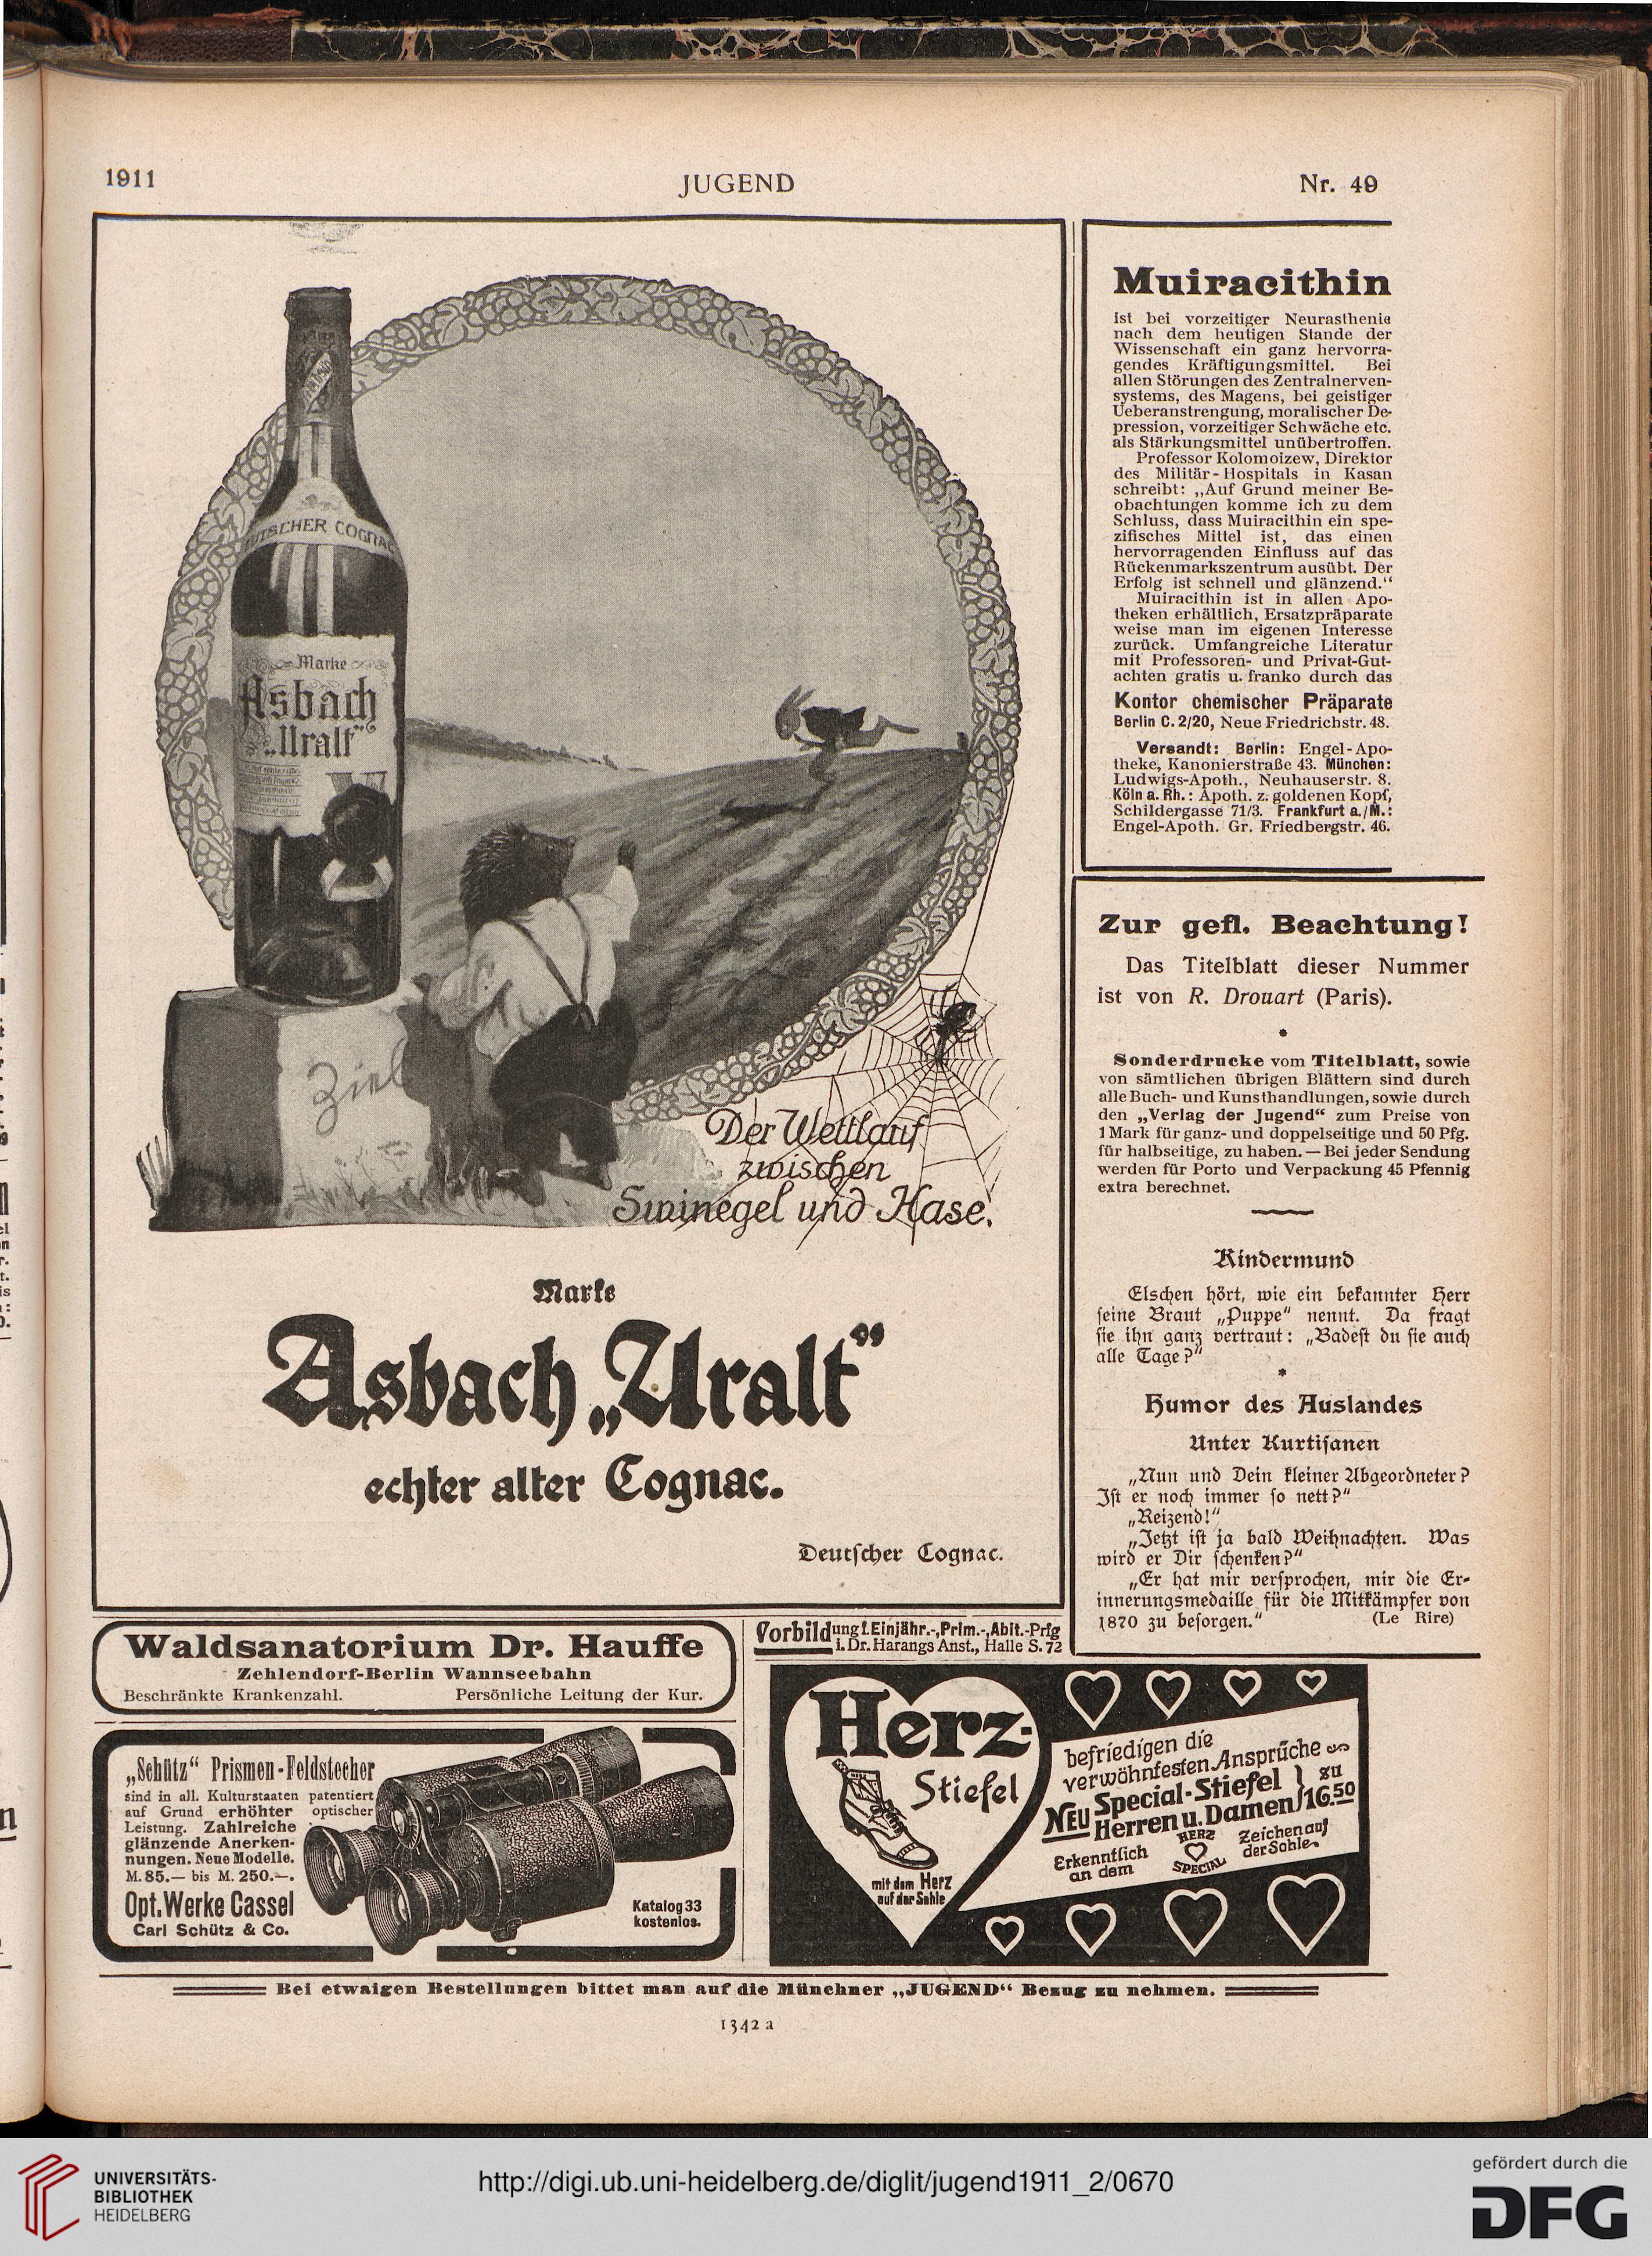 1911
JUGEND
Nr. 49
DEUTSCHER COGNAC
Marke
Asbach
„Uralt“
Ziel
Der Wettlauf
zwischen
Swinegel und Hase.
Marke
Asbach „Uralt“
echter alter Cognac.
Deutscher Cognac.
Muiracithin
ist bei vorzeitiger Neurasthenie
nach dem heutigen Stande der
Wissenschaft ein ganz hervorra-
gendes Kräftigungsmittel. Bei
allen Störungen des Zentralnerven-
systems, des Magens, bei geistiger
Ueberanstrengung, moralischer De-
pression, vorzeitiger Schwäche etc.
als Stärkungsmittel unübertroffen.
Professor Kolomoizew, Direktor
des Militär-Hospitals in Kasan
schreibt: „Auf Grund meiner Be-
obachtungen komme ich zu dem
Schluss, dass Muiracithin ein spe-
zifisches Mittel ist, das einen
hervorragenden Einfluss auf das
Rückenmarkszentrum ausübt. Der
Erfolg ist schnell und glänzend.“
Muiracithin ist in allen Apo-
theken erhältlich, Ersatzpräparate
weise man im eigenen Interesse
zurück. Umfangreiche Literatur
mit Professoren- und Privat-Gut-
achten gratis u. franko durch das
Kontor chemischer Präparate
Berlin C. 2/20, Neue Friedrichstr. 48.
Versandt: Berlin: Engel-Apo-
theke, Kanonierstraße 43. München:
Ludwigs-Apoth., Neuhauserstr. 8.
Köln a. Rh.: Apoth. z. goldenen Kopf,
Schildergasse 71/3. Frankfurt a./M.:
Engel-Apoth. Gr. Friedbergstr. 46.
Zur gefl. Beachtung!
Das Titelblatt dieser Nummer
ist von R. Drouart (Paris).
Sonderdrucke vom Titelblatt, sowie
von sämtlichen übrigen Blättern sind durch
alle Buch- und Kunsthandlungen, sowie durch
den „Verlag der Jugend“ zum Preise von
1 Mark für ganz- und doppelseitige und 50 Pfg.
für halbseitige, zu haben. — Bei jeder Sendung
werden für Porto und Verpackung 45 Pfennig
extra berechnet.
Kindermund
Elschen hört, wie ein bekannter Herr
seine Braut „Puppe“ nennt. Da fragt
sie ihn ganz vertraut: „Badest du sie auch
alle Tage?“
Humor des Auslandes
Unter Kurtisanen
„Nun und Dein kleiner Abgeordneter?
Ist er noch immer so nett?“
„Reizend!“
„Jetzt ist ja bald Weihnachten. Was
wird er Dir schenken?“
„Er hat mir versprochen, mir die Er-
innerungsmedaille für die Mitkämpfer von
1870 zu besorgen.“ (Le Rire)
Waldsanatorium Dr. Hauffe
Zehlendorf-Berlin Wannseebahn
Beschränkte Krankenzahl. Persönliche Leitung der Kur.
Vorbildung f. Einjähr.-, Prim.-, Abit.-Prfg
i. Dr. Harangs Anst., Halle S. 72
„Schütz“ Prismen-Feldstecher
sind in all. Kulturstaaten patentiert
auf Grund erhöhter optischer
Leistung. Zahlreiche
glänzende Anerken-
nungen. Neue Modelle.
M. 85.— bis M. 250.—.
Opt. Werke Cassel
Carl Schütz & Co.
Katalog 33
kostenlos.
Herz-
Stiefel
mit dem Herz
auf der Sohle
befriedigen die
verwöhntesten Ansprüche
NEU Special-Stiefel } zu
Herren u. Damen 16.50
Erkenntlich
an dem
HERZ
SPECIAL
Zeichen auf
der Sohle
Bei etwaigen Bestellungen bittet man auf die Münchner „JUGEND“ Bezug zu nehmen.
1342 a
UNIVERSITÄTS-
BIBLIOTHEK
HEIDELBERG
http://digi.ub.uni-heidelberg.de/diglit/jugend1911_2/0670
gefördert durch die
DFG